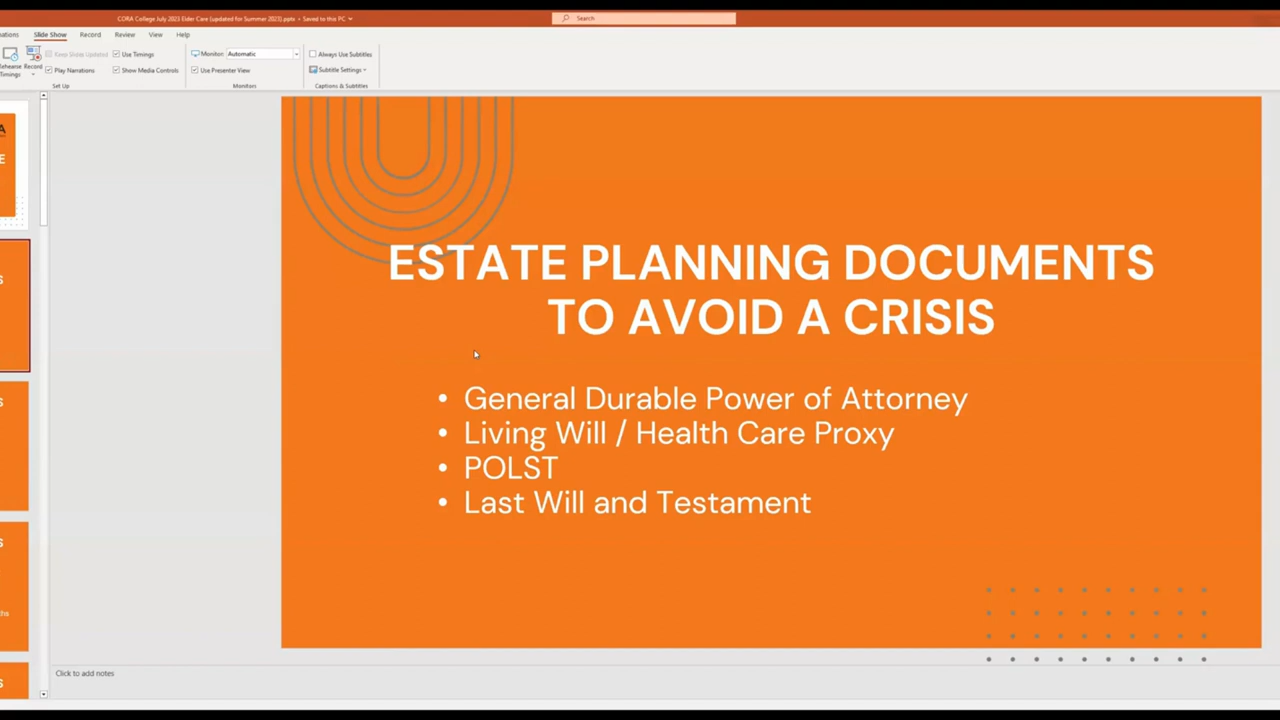 CORA College July 2023 Elder Care (updated for Summer 2023).pptx • Saved to this PC
Search
Slide Show Record Review View Help
Rehearse Timings
Record
Keep Slides Updated
Use Timings
Play Narrations
Show Media Controls
Set Up
Monitor: Automatic
Use Presenter View
Monitors
Always Use Subtitles
Subtitle Settings
Captions & Subtitles
ESTATE PLANNING DOCUMENTS
TO AVOID A CRISIS
• General Durable Power of Attorney
• Living Will / Health Care Proxy
• POLST
• Last Will and Testament
Click to add notes